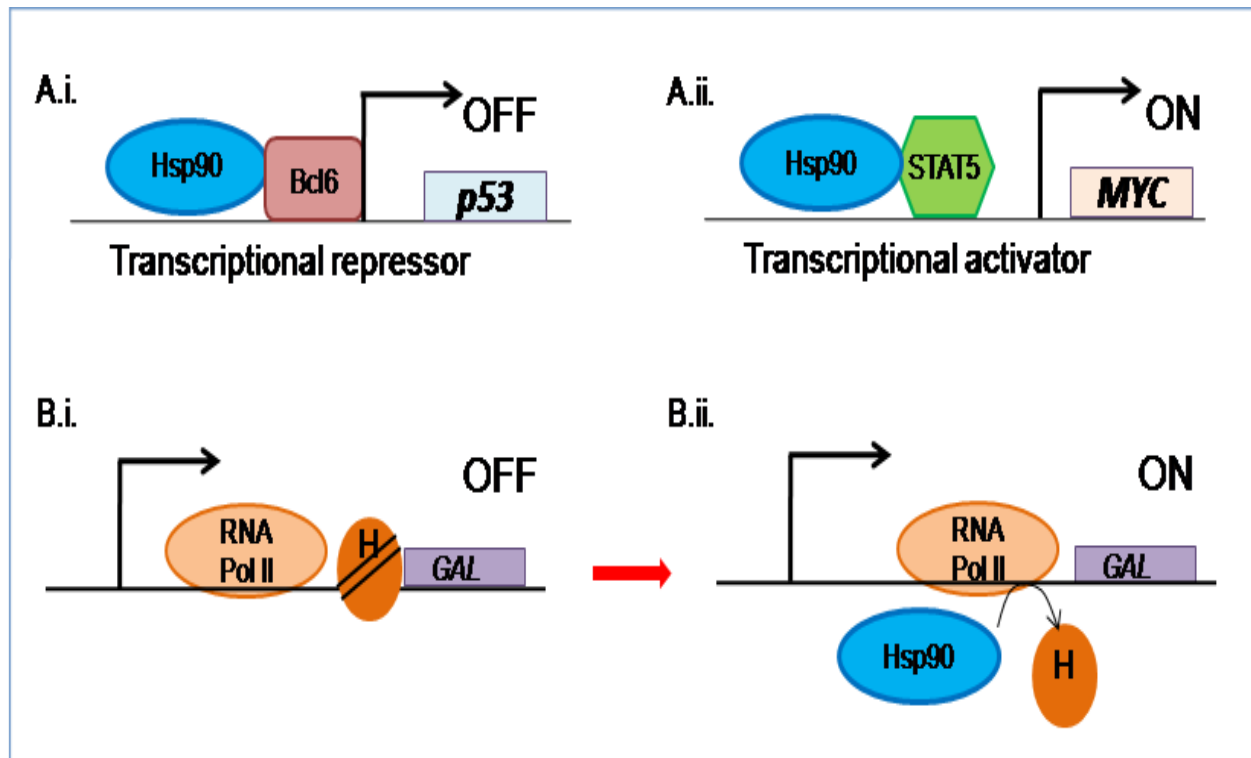 A.i.
OFF
Hsp90
Bcl6
p53
Transcriptional repressor
A.ii.
ON
Hsp90
STAT5
MYC
Transcriptional activator
B.i.
OFF
RNA
Pol II
H
GAL
B.ii.
ON
RNA
Pol II
GAL
Hsp90
H